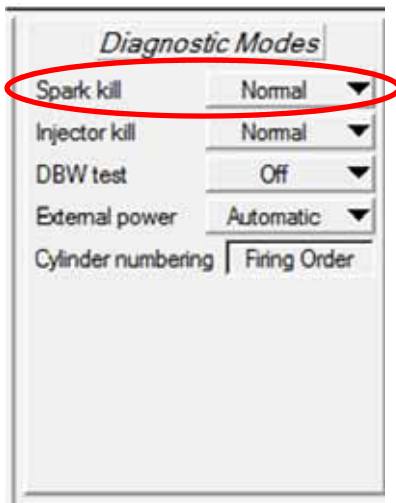 Diagnostic Modes
Spark kill Normal
Injector kill Normal
DBW test Off
External power Automatic
Cylinder numbering Firing Order